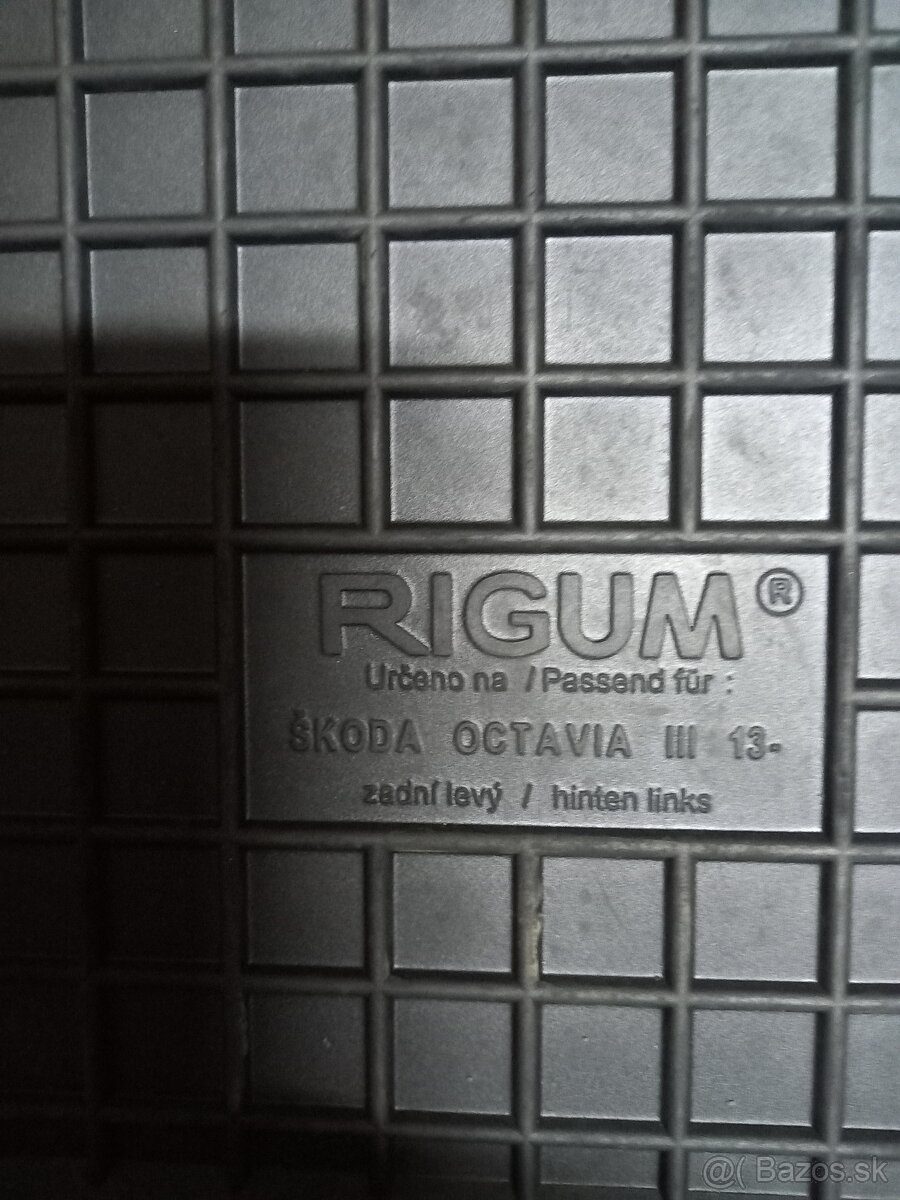 RIGUM®
Určeno na / Passend für :
ŠKODA OCTAVIA III 13-
zadní levý / hinten links
@( Bazos.sk